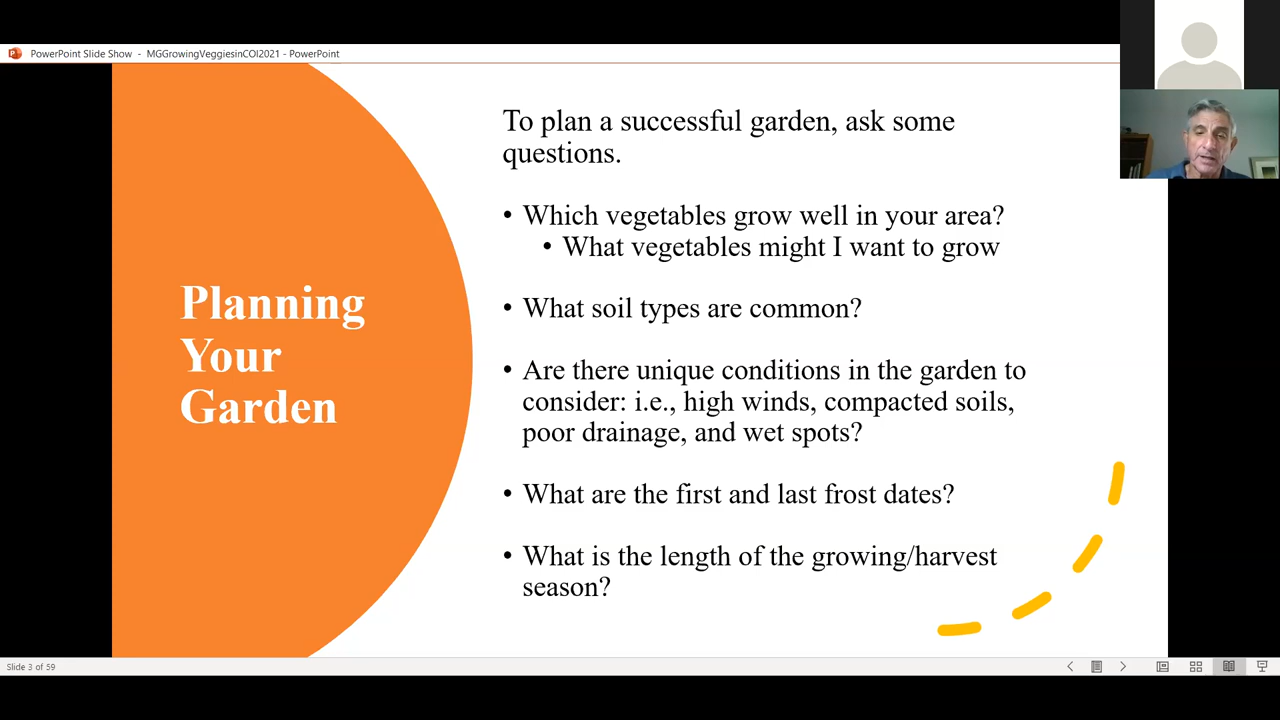 PowerPoint Slide Show - MGGrowingVeggiesinCOI2021 - PowerPoint
Planning
Your
Garden
To plan a successful garden, ask some
questions.
• Which vegetables grow well in your area?
• What vegetables might I want to grow
• What soil types are common?
• Are there unique conditions in the garden to
consider: i.e., high winds, compacted soils,
poor drainage, and wet spots?
• What are the first and last frost dates?
• What is the length of the growing/harvest
season?
Slide 3 of 59